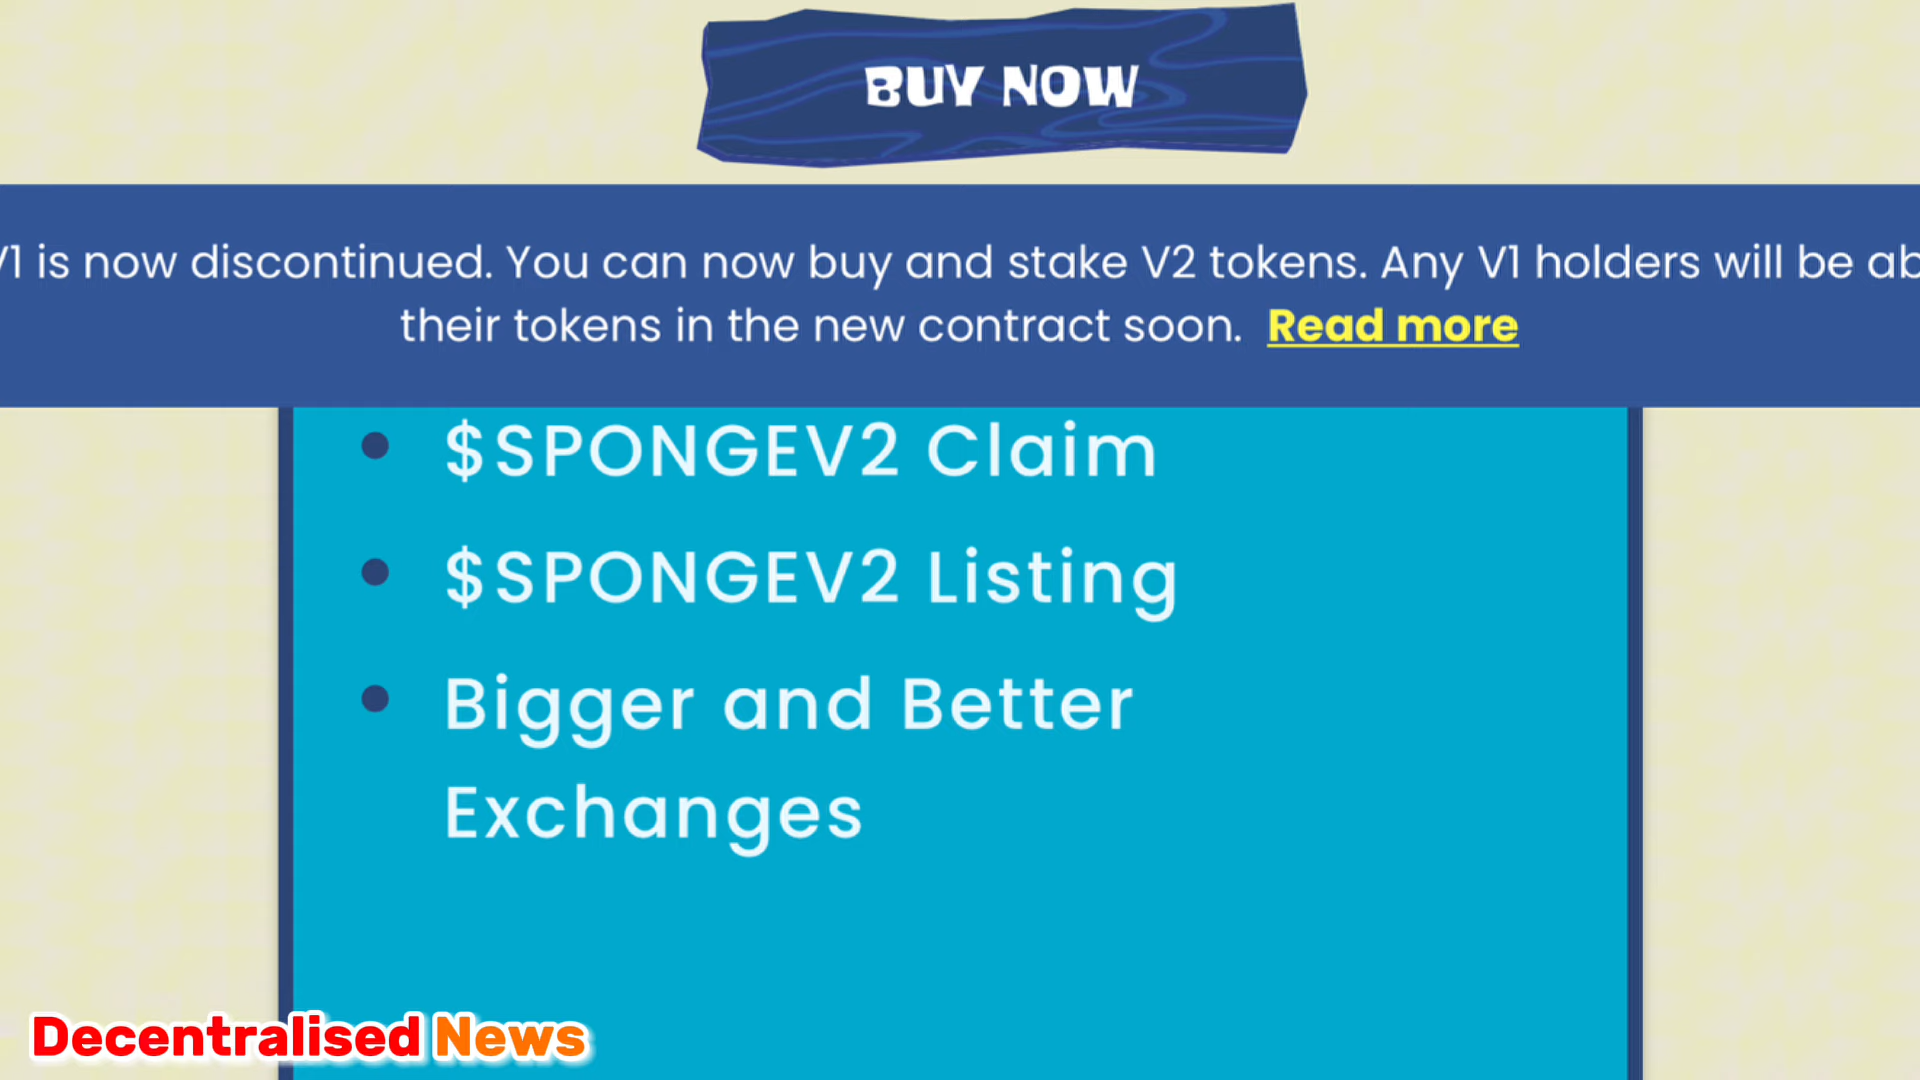 BUY NOW
V1 is now discontinued. You can now buy and stake V2 tokens. Any V1 holders will be
their tokens in the new contract soon. Read more
$SPONGEV2 Claim
$SPONGEV2 Listing
Bigger and Better
Exchanges
Decentralised News